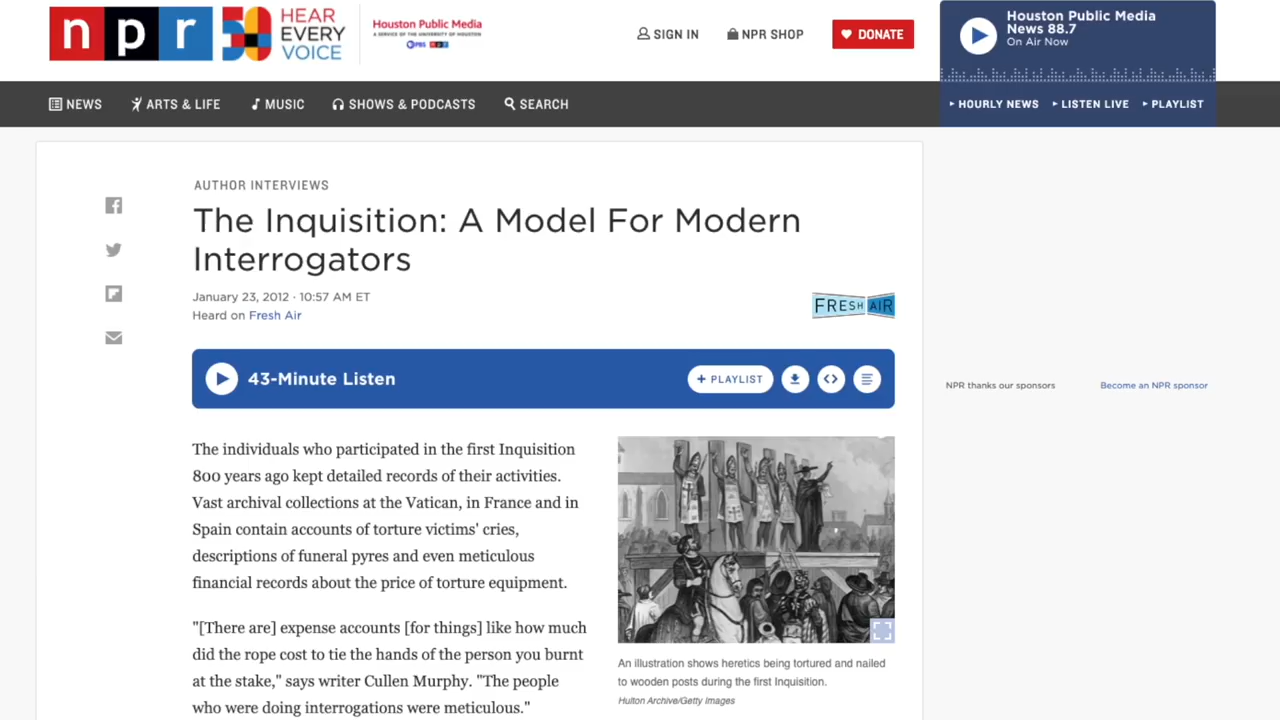 npr
50
HEAR
EVERY
VOICE
Houston Public Media
A SERVICE OF THE UNIVERSITY OF HOUSTON
PBS npr
SIGN IN
NPR SHOP
DONATE
Houston Public Media
News 88.7
On Air Now
NEWS
ARTS & LIFE
MUSIC
SHOWS & PODCASTS
SEARCH
HOURLY NEWS
LISTEN LIVE
PLAYLIST
AUTHOR INTERVIEWS
The Inquisition: A Model For Modern
Interrogators
January 23, 2012 · 10:57 AM ET
Heard on Fresh Air
FRESH AIR
43-Minute Listen
+ PLAYLIST
NPR thanks our sponsors
Become an NPR sponsor
The individuals who participated in the first Inquisition
800 years ago kept detailed records of their activities.
Vast archival collections at the Vatican, in France and in
Spain contain accounts of torture victims' cries,
descriptions of funeral pyres and even meticulous
financial records about the price of torture equipment.
"[There are] expense accounts [for things] like how much
did the rope cost to tie the hands of the person you burnt
at the stake," says writer Cullen Murphy. "The people
who were doing interrogations were meticulous."
An illustration shows heretics being tortured and nailed
to wooden posts during the first Inquisition.
Hulton Archive/Getty Images